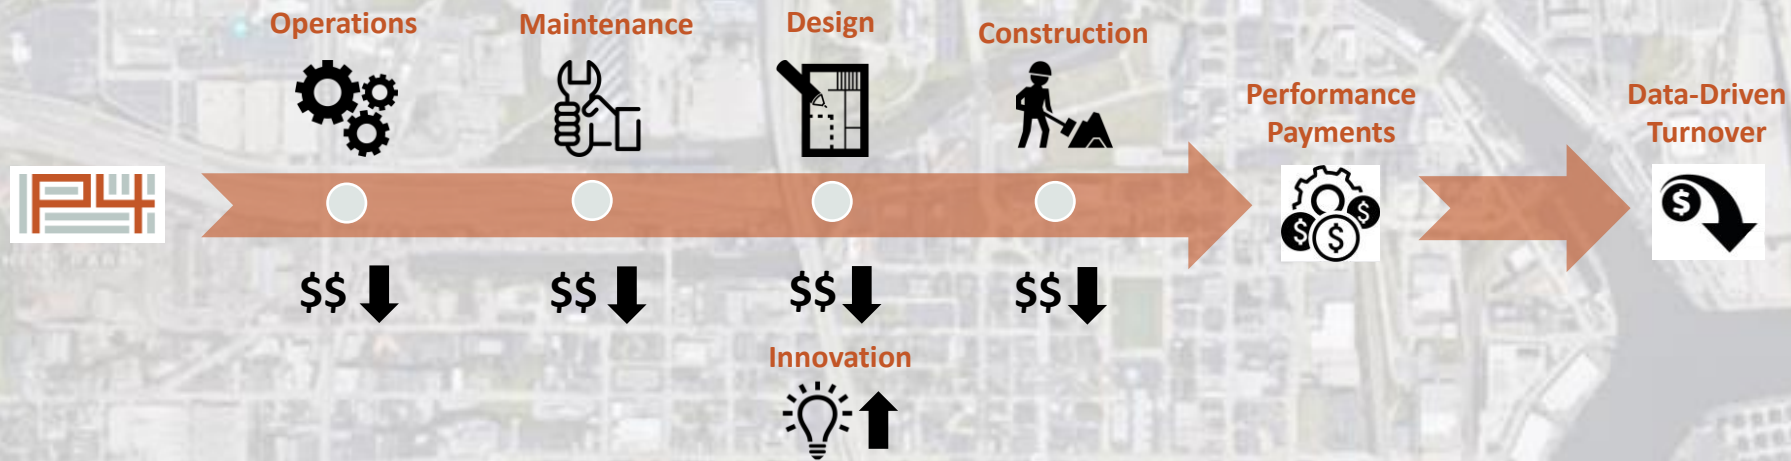 Operations
Maintenance
Design
Construction
Performance
Payments
Data-Driven
Turnover
P4
$
$
$
$
$$
$$
$$
$$
Innovation